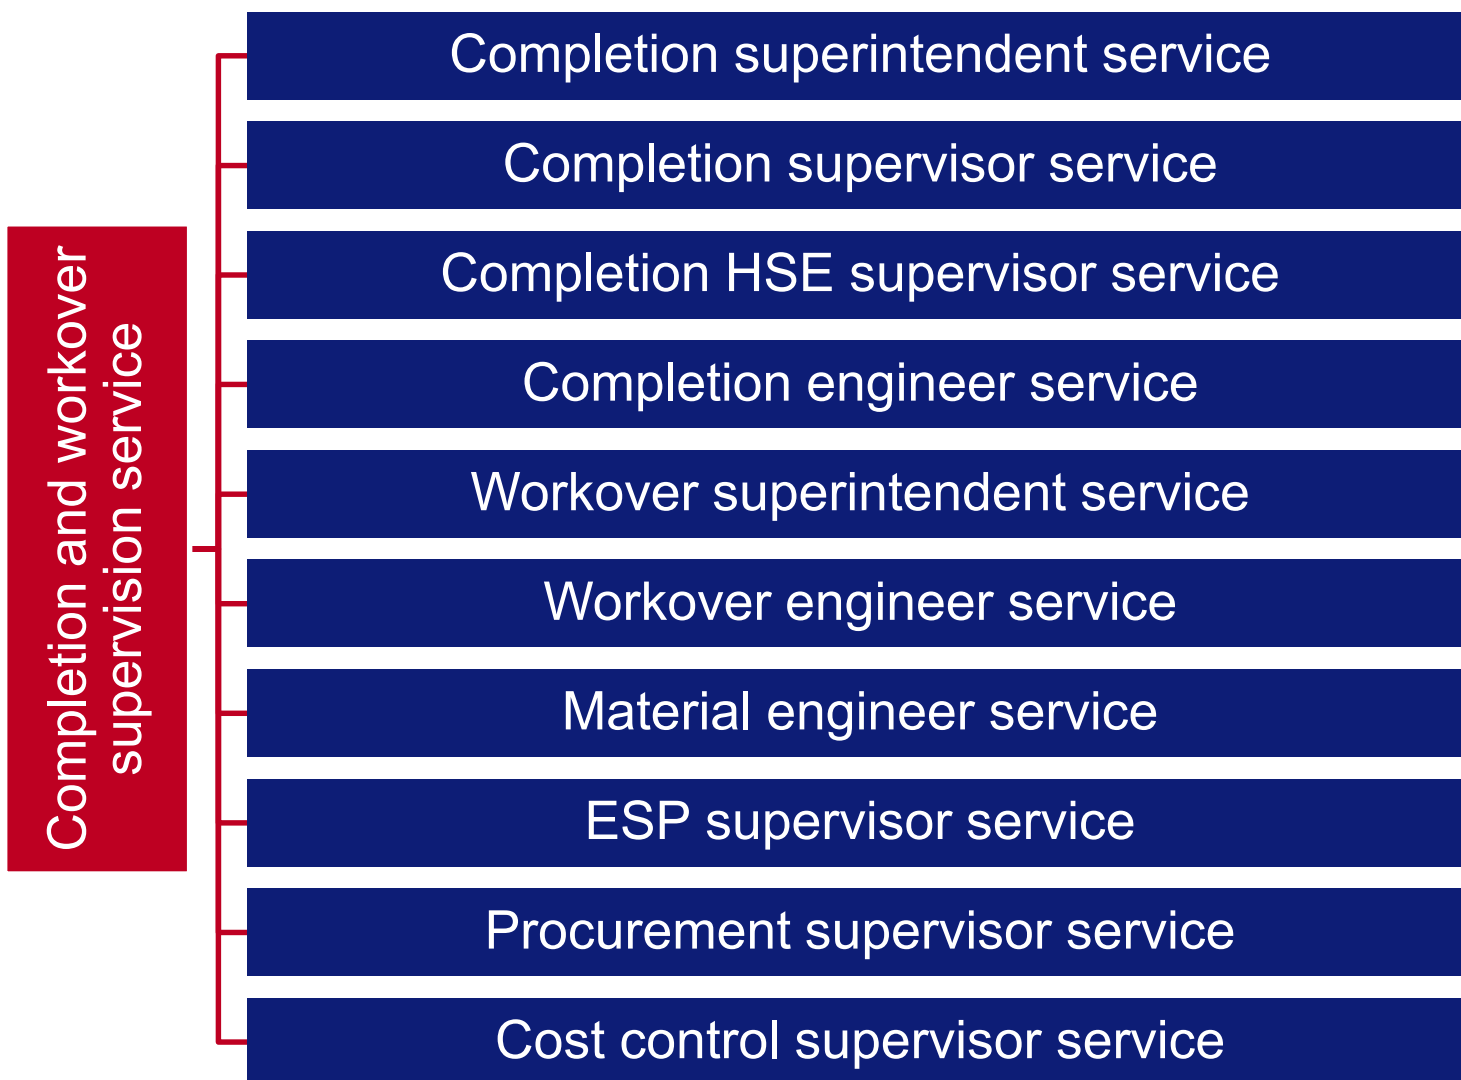 Completion and workover
supervision service
Completion superintendent service
Completion supervisor service
Completion HSE supervisor service
Completion engineer service
Workover superintendent service
Workover engineer service
Material engineer service
ESP supervisor service
Procurement supervisor service
Cost control supervisor service